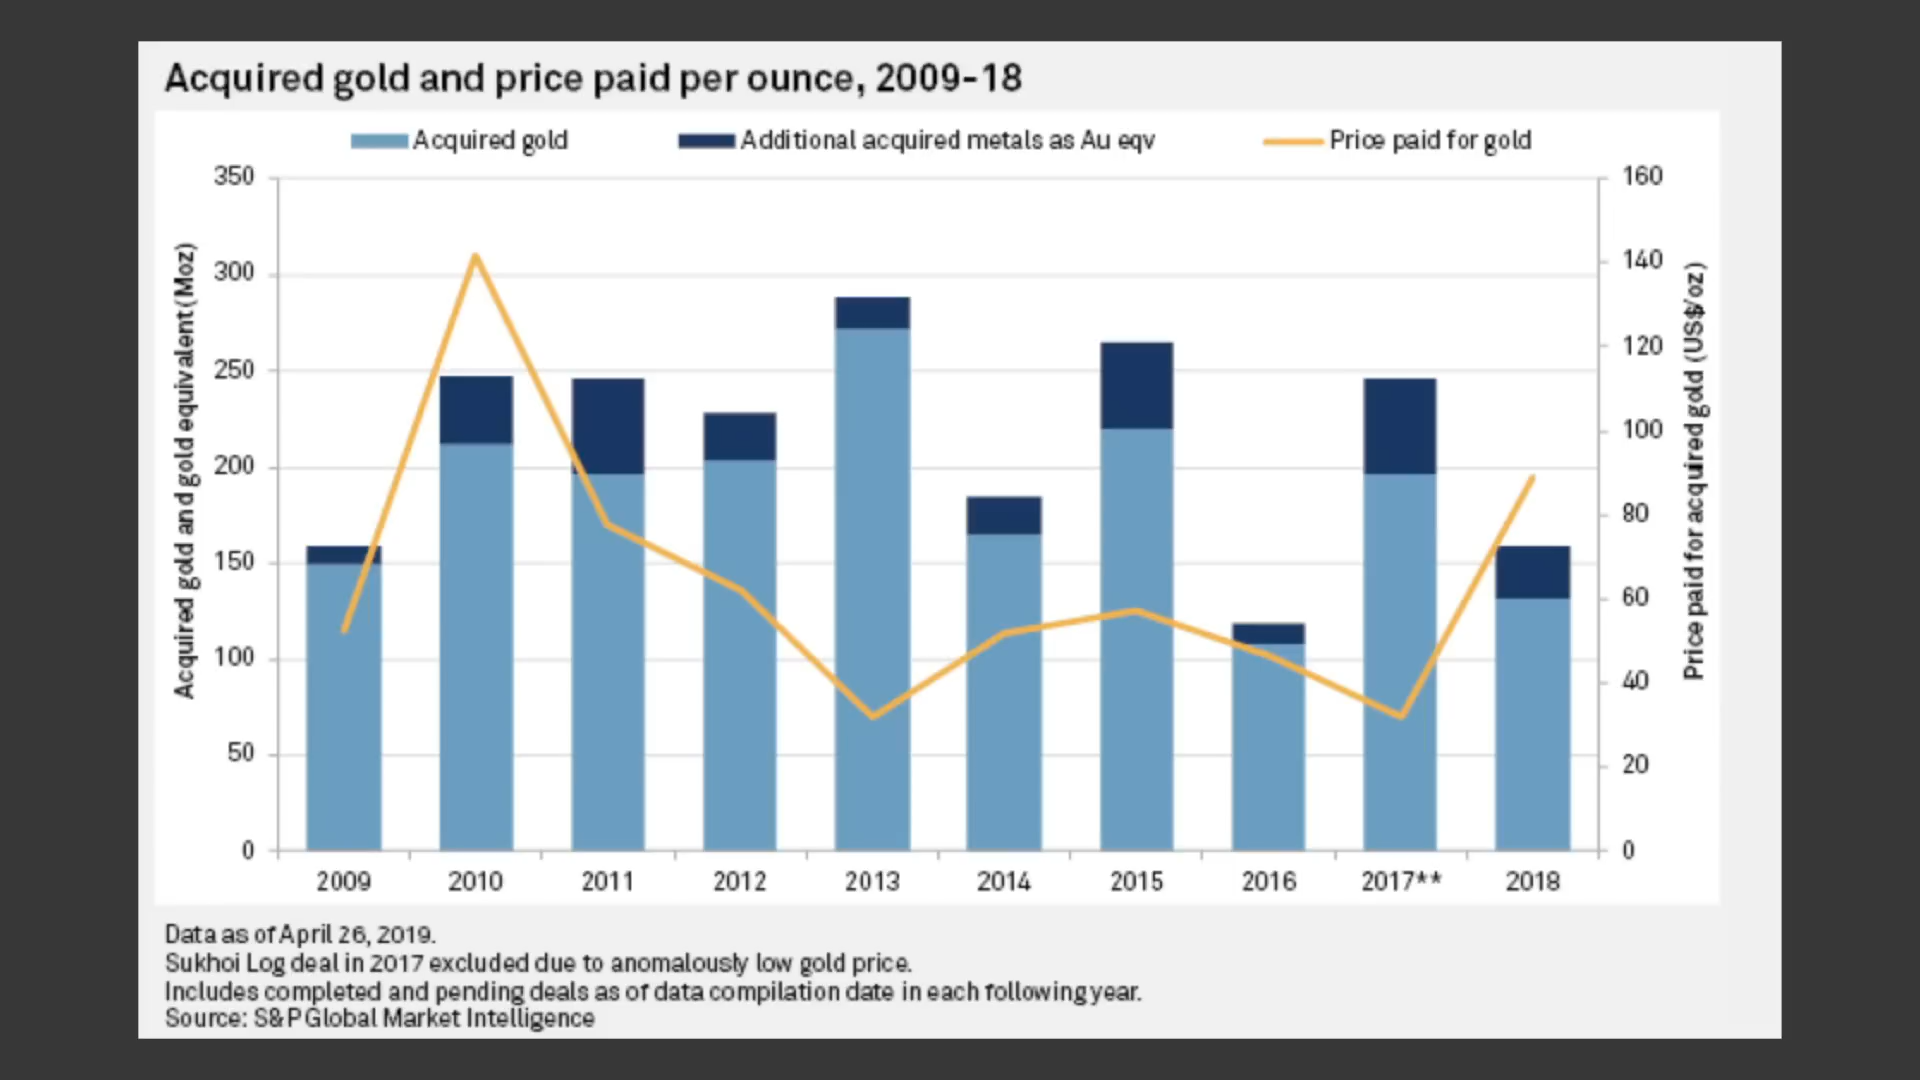 Acquired gold and price paid per ounce, 2009-18
Acquired gold
Additional acquired metals as Au eqv
Price paid for gold
Acquired gold and gold equivalent (Moz)
350
300
250
200
150
100
50
0
160
140
120
100
80
60
40
20
0
Price paid for acquired gold (US$/oz)
2009 2010 2011 2012 2013 2014 2015 2016 2017** 2018
Data as of April 26, 2019.
Sukhoi Log deal in 2017 excluded due to anomalously low gold price.
Includes completed and pending deals as of data compilation date in each following year.
Source: S&P Global Market Intelligence